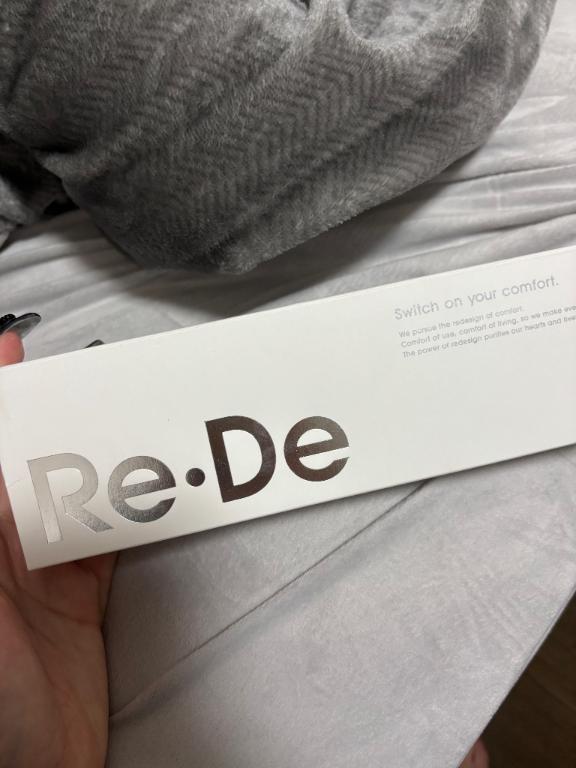 Switch on your comfort.
We pursue the redesign of comfort.
Comfort of use, comfort of living, so we make
The power of redesign purifies our hearts and
Re·De